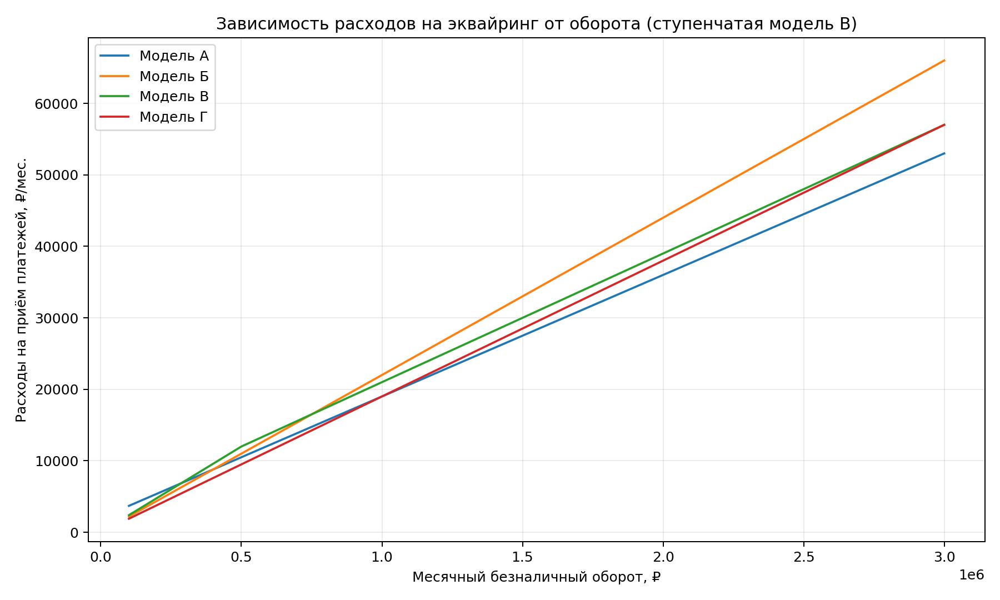 Зависимость расходов на эквайринг от оборота (ступенчатая модель В)
Модель А
Модель Б
Модель В
Модель Г
Расходы на приём платежей, ₽/мес.
60000
50000
40000
30000
20000
10000
0
0.0 0.5 1.0 1.5 2.0 2.5 3.0
1e6
Месячный безналичный оборот, ₽